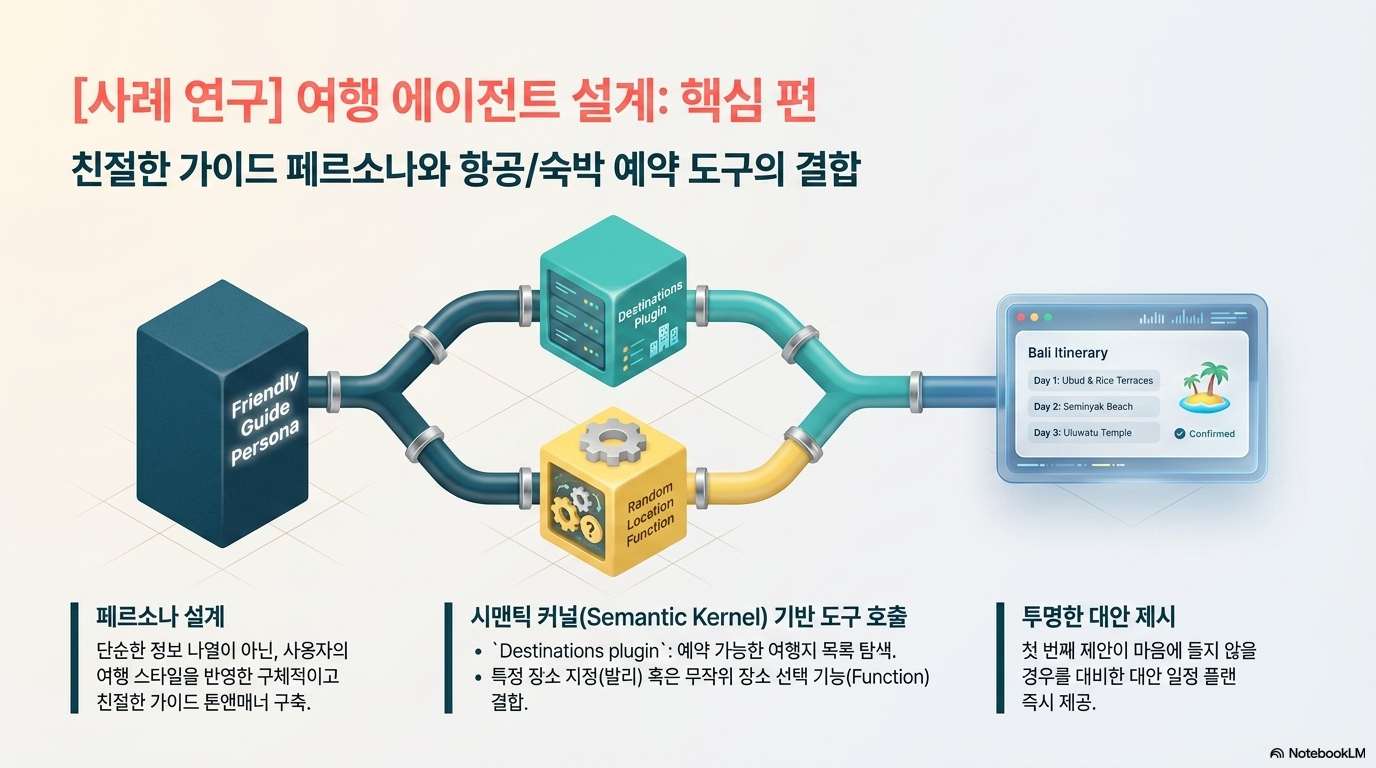 [사례 연구] 여행 에이전트 설계: 핵심 편
친절한 가이드 페르소나와 항공/숙박 예약 도구의 결합
Friendly
Guide
Persona
Destinations
Plugin
Random
Location
Function
Bali Itinerary
Day 1: Ubud & Rice Terraces
Day 2: Seminyak Beach
Day 3: Uluwatu Temple
Confirmed
페르소나 설계
단순한 정보 나열이 아닌, 사용자의
여행 스타일을 반영한 구체적이고
친절한 가이드 톤앤매너 구축.
시맨틱 커널(Semantic Kernel) 기반 도구 호출
• `Destinations plugin`: 예약 가능한 여행지 목록 탐색.
• 특정 장소 지정(발리) 혹은 무작위 장소 선택 기능(Function)
결합.
투명한 대안 제시
첫 번째 제안이 마음에 들지 않을
경우를 대비한 대안 일정 플랜
즉시 제공.
NotebookLM